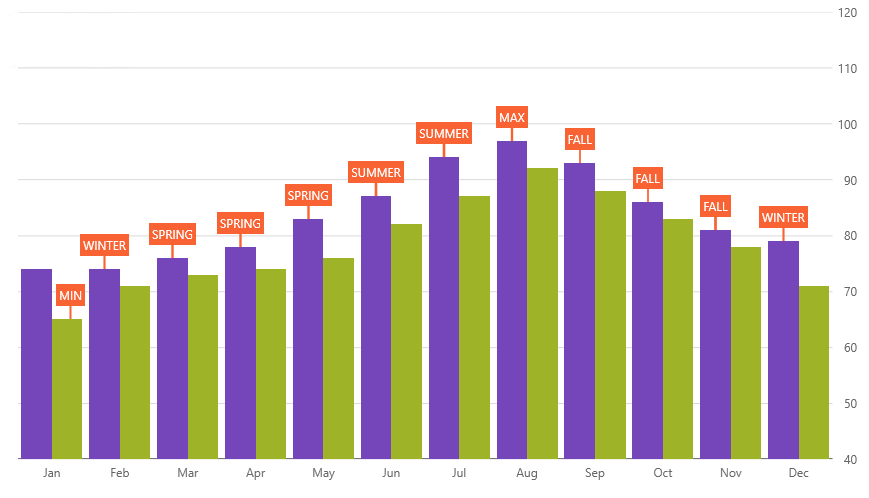 120
110
100
90
80
70
60
50
40
MAX
SUMMER
FALL
SUMMER
FALL
SPRING
FALL
SPRING
WINTER
SPRING
WINTER
MIN
Jan Feb Mar Apr May Jun Jul Aug Sep Oct Nov Dec